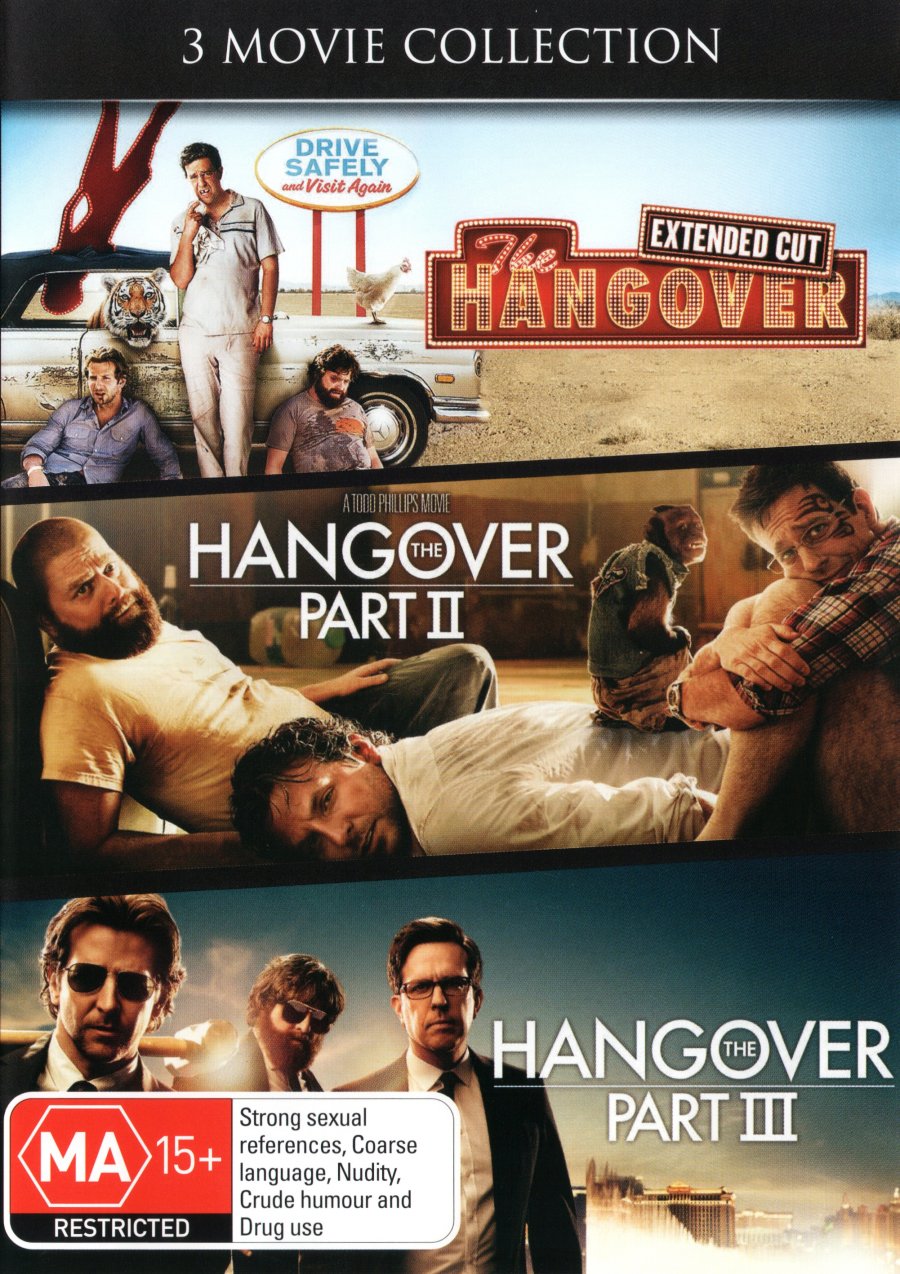 3 MOVIE COLLECTION
DRIVE
SAFELY
and Visit Again
EXTENDED CUT
The
HANGOVER
A TODD PHILLIPS MOVIE
HANGOVER
THE
PART II
HANGOVER
THE
PART III
MA 15+
RESTRICTED
Strong sexual
references, Coarse
language, Nudity,
Crude humour and
Drug use